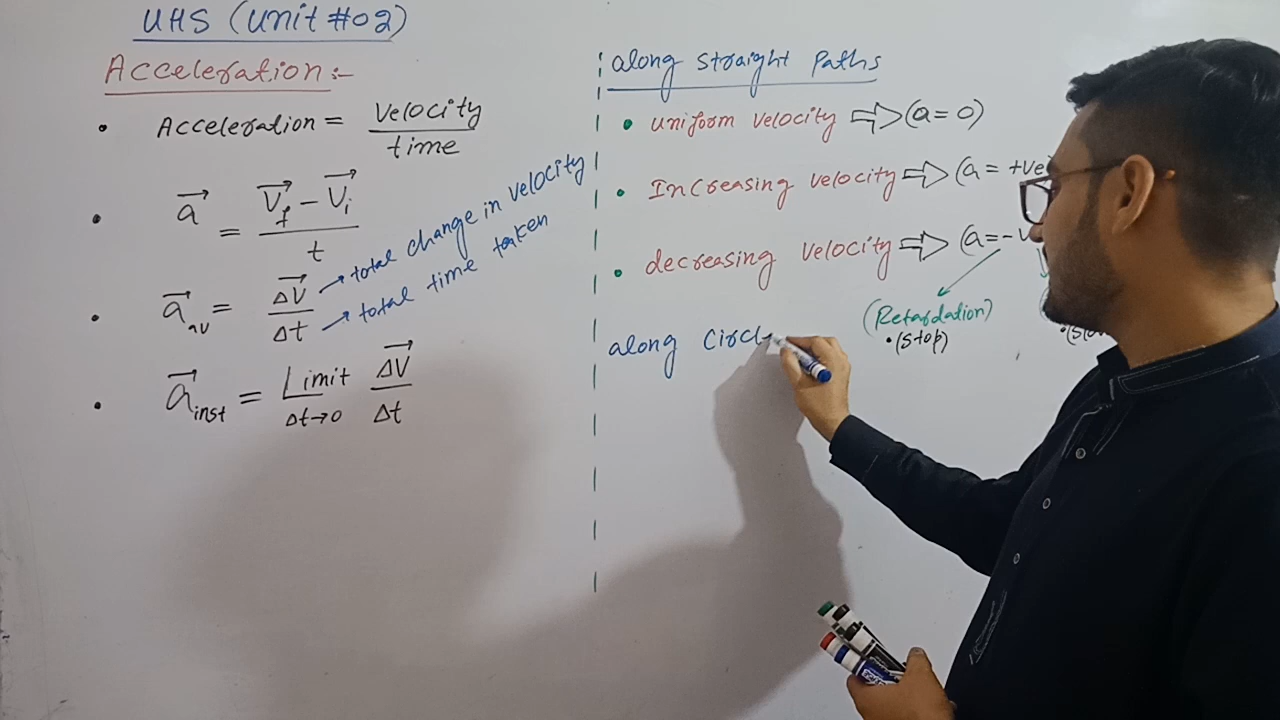 UHS (Unit #02)
Acceleration:-
• Acceleration = Velocity / time
• a⃗ = V⃗f - V⃗i / t
• a⃗av = ΔV⃗ / Δt
→ total change in velocity
→ total time taken
• a⃗inst = Limit Δt→0 ΔV⃗ / Δt
along straight Paths
• uniform velocity ⇒ (a = 0)
• Increasing velocity ⇒ (a = +ve)
• decreasing velocity ⇒ (a = -v
(Retardation)
• (stop)
along Circl